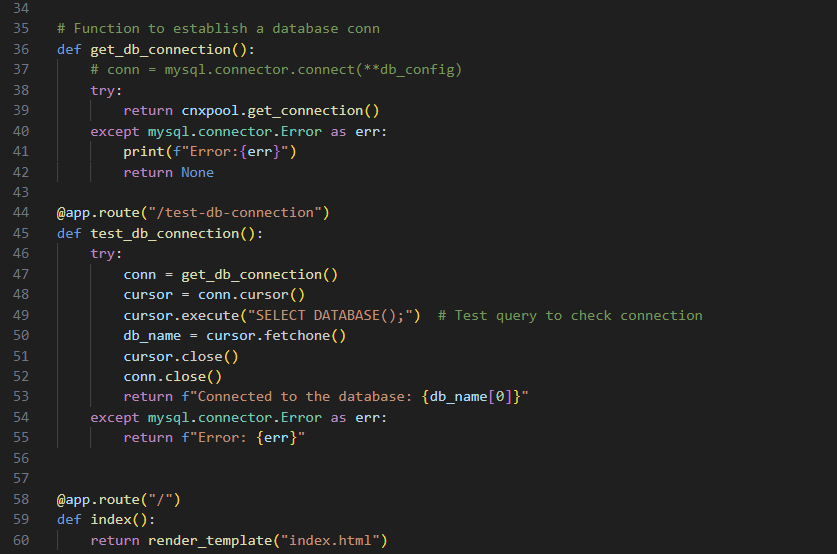 34
35 # Function to establish a database conn
36 def get_db_connection():
37     # conn = mysql.connector.connect(**db_config)
38     try:
39         return cnxpool.get_connection()
40     except mysql.connector.Error as err:
41         print(f"Error:{err}")
42         return None
43
44 @app.route("/test-db-connection")
45 def test_db_connection():
46     try:
47         conn = get_db_connection()
48         cursor = conn.cursor()
49         cursor.execute("SELECT DATABASE();")  # Test query to check connection
50         db_name = cursor.fetchone()
51         cursor.close()
52         conn.close()
53         return f"Connected to the database: {db_name[0]}"
54     except mysql.connector.Error as err:
55         return f"Error: {err}"
56
57
58 @app.route("/")
59 def index():
60     return render_template("index.html")